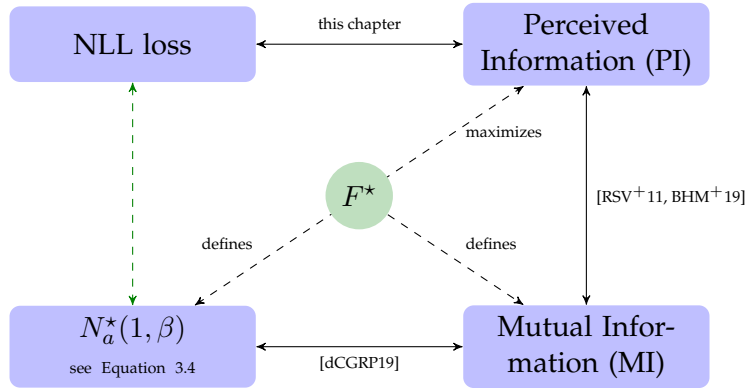 NLL loss
this chapter
Perceived
Information (PI)
maximizes
F★
[RSV+11, BHM+19]
defines
defines
N★a(1, β)
see Equation 3.4
[dCGRP19]
Mutual Infor-
mation (MI)